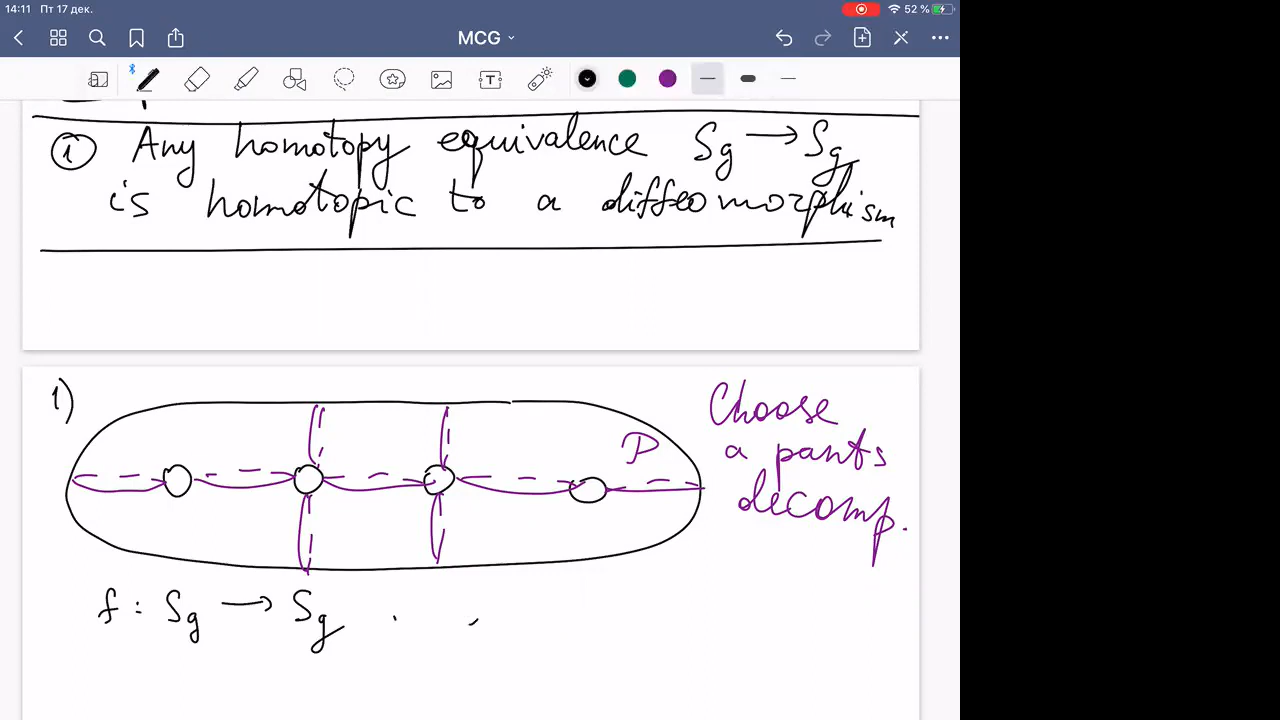 14:11 Пт 17 дек.
52 %
MCG
T
① Any homotopy equivalence Sg → Sg
is homotopic to a diffeomorphism
1)
P
Choose
a pants
decomp.
f : Sg → Sg .